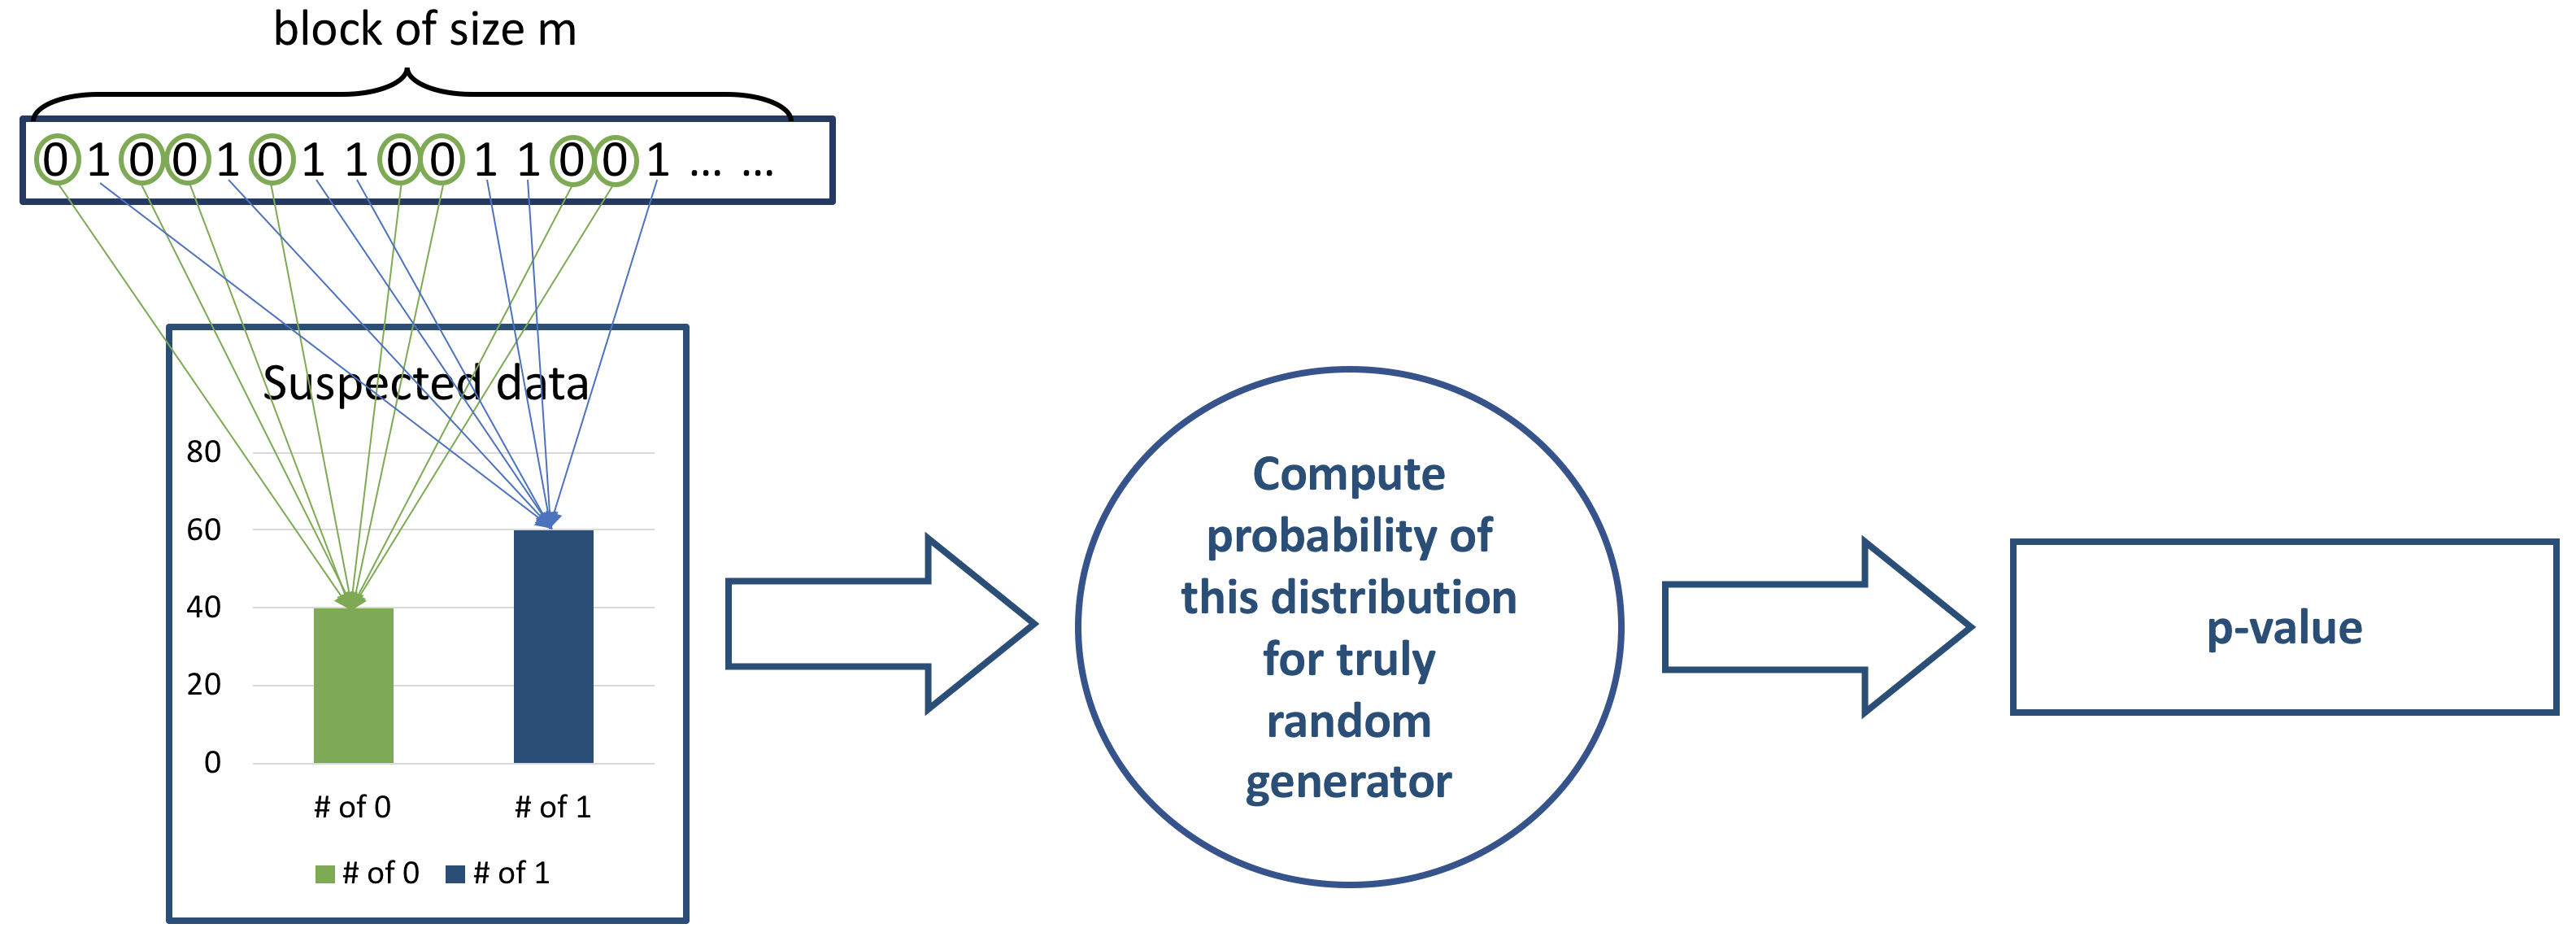 block of size m
0 1 0 0 1 0 1 1 0 0 1 1 0 0 1 ... ...
Suspected data
80
60
40
20
0
# of 0 # of 1
# of 0 # of 1
Compute
probability of
this distribution
for truly
random
generator
p-value